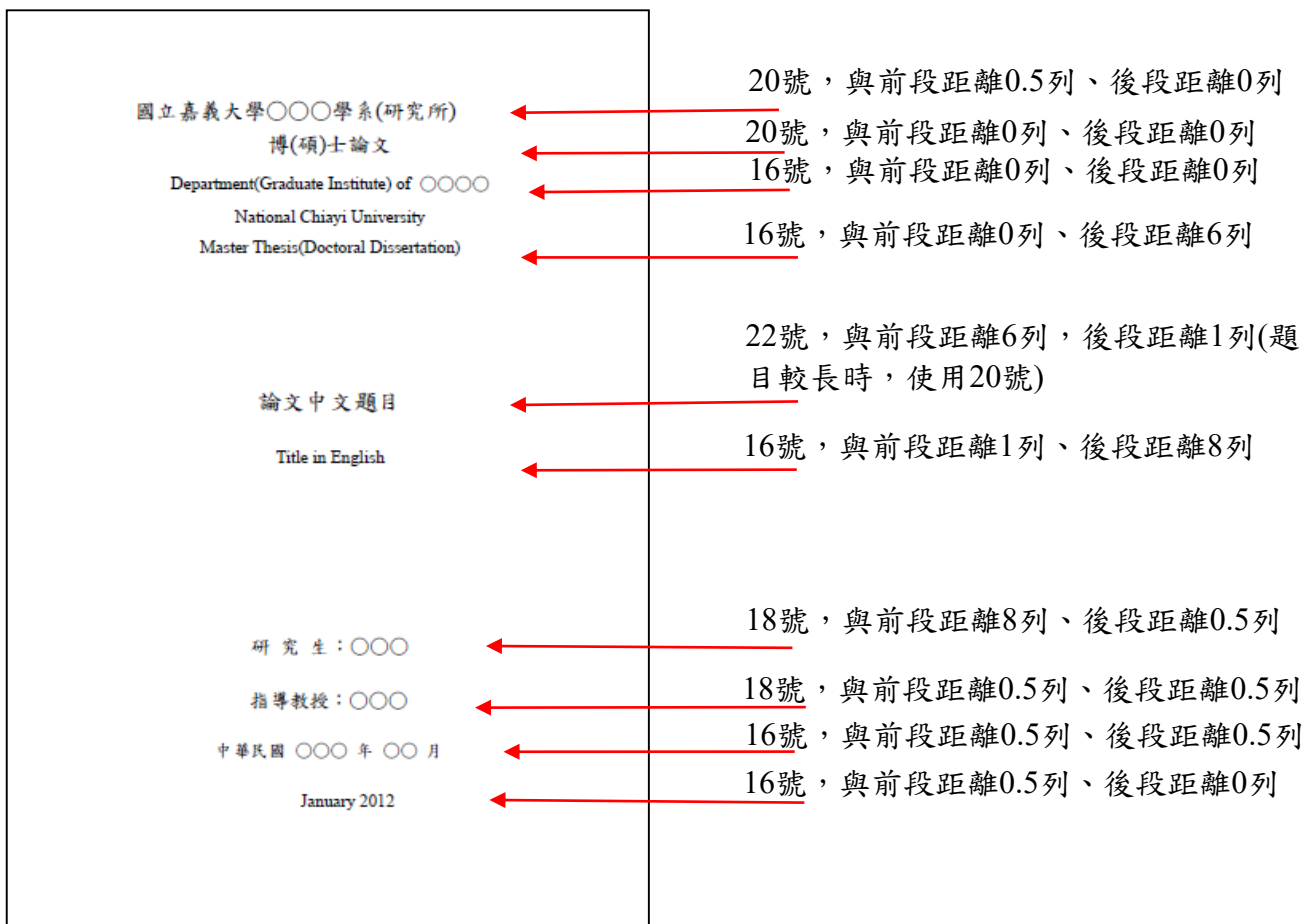 國立嘉義大學○○○學系(研究所)
博(碩)士論文
Department(Graduate Institute) of ○○○○
National Chiayi University
Master Thesis(Doctoral Dissertation)
論文中文題目
Title in English
研 究 生：○○○
指導教授：○○○
中華民國 ○○○ 年 ○○ 月
January 2012
20號，與前段距離0.5列、後段距離0列
20號，與前段距離0列、後段距離0列
16號，與前段距離0列、後段距離0列
16號，與前段距離0列、後段距離6列
22號，與前段距離6列，後段距離1列(題
目較長時，使用20號)
16號，與前段距離1列、後段距離8列
18號，與前段距離8列、後段距離0.5列
18號，與前段距離0.5列、後段距離0.5列
16號，與前段距離0.5列、後段距離0.5列
16號，與前段距離0.5列、後段距離0列